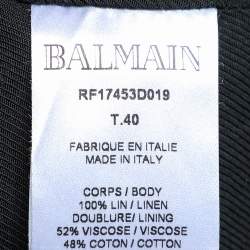 BALMAIN
RF17453D019
T.40
FABRIQUE EN ITALIE
MADE IN ITALY
CORPS / BODY
100% LIN / LINEN
DOUBLURE/ LINING
52% VISCOSE / VISCOSE
48% COTON / COTTON